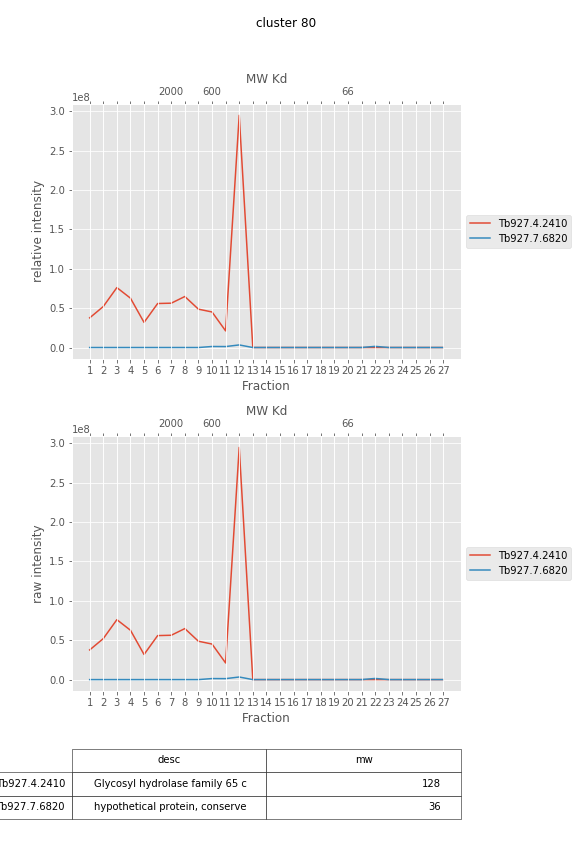 cluster 80
MW Kd
2000 600 66
1e8
3.0
2.5
2.0
1.5
1.0
0.5
0.0
relative intensity
1 2 3 4 5 6 7 8 9 10 11 12 13 14 15 16 17 18 19 20 21 22 23 24 25 26 27
Fraction
Tb927.4.2410
Tb927.7.6820
MW Kd
2000 600 66
1e8
3.0
2.5
2.0
1.5
1.0
0.5
0.0
raw intensity
1 2 3 4 5 6 7 8 9 10 11 12 13 14 15 16 17 18 19 20 21 22 23 24 25 26 27
Fraction
Tb927.4.2410
Tb927.7.6820
desc mw
Tb927.4.2410 Glycosyl hydrolase family 65 c 128
Tb927.7.6820 hypothetical protein, conserve 36